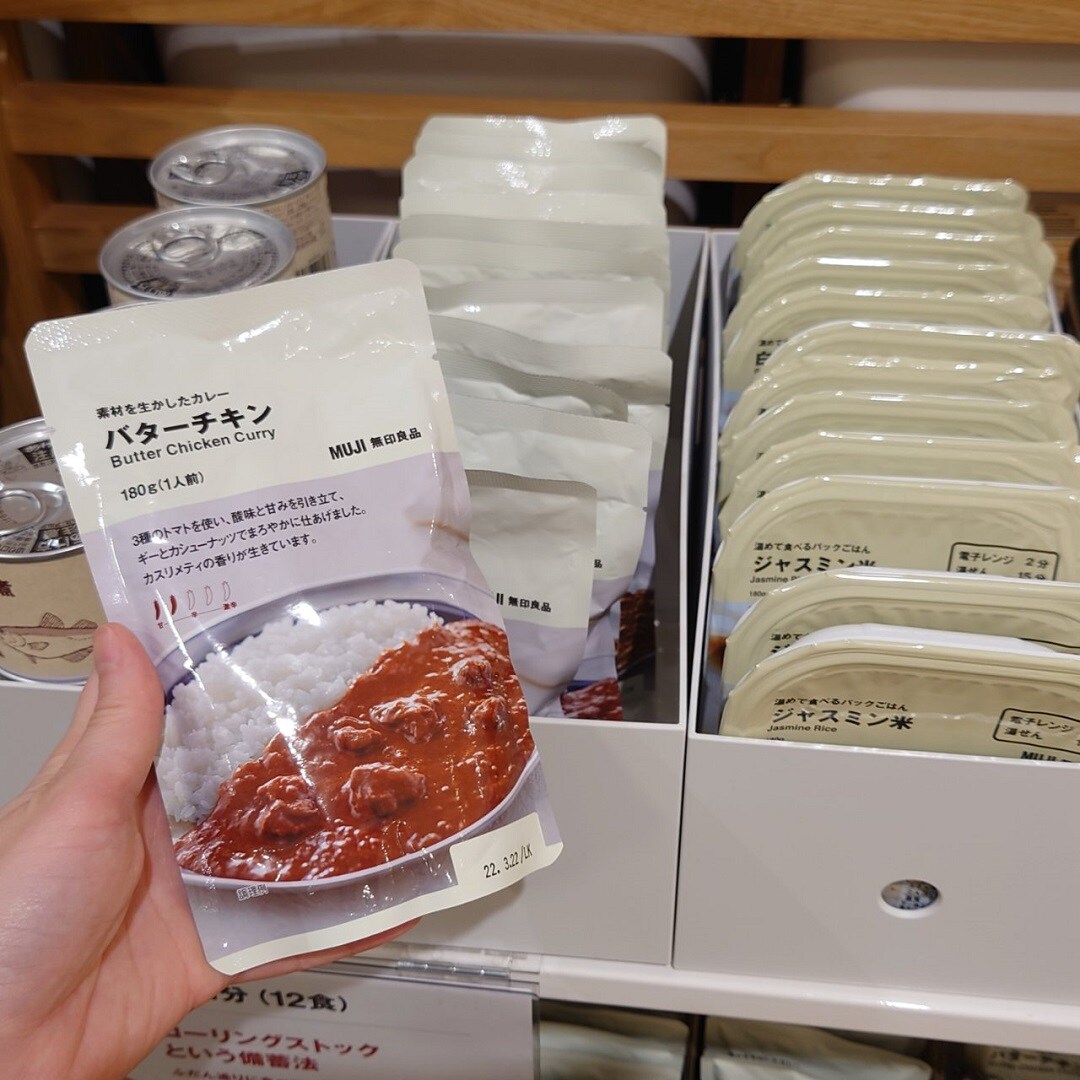 素材を生かしたカレー
バターチキン
Butter Chicken Curry
180g(1人前)
MUJI 無印良品
3種のトマトを使い、酸味と甘みを引き立て、
ギーとカシューナッツでまろやかに仕あげました。
カスリメティの香りが生きています。
調理例
22. 3.22/LK
無印良品
温めて食べるパックごはん
ジャスミン米
電子レンジ 2分
湯せん 15分
温めて食べるパックごはん
ジャスミン米
Jasmine Rice
電子レンジ
湯せん
MUJI
分 (12食)
ローリングストック
という備蓄法